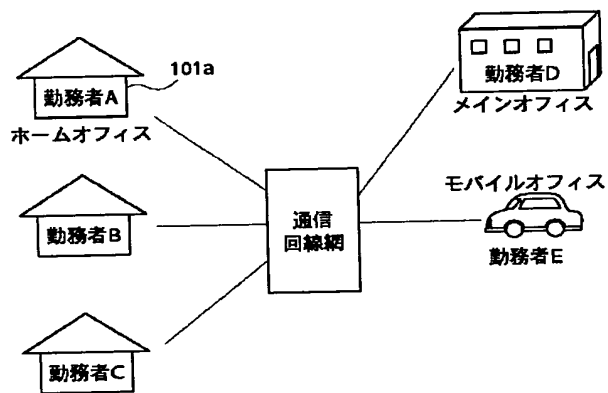 101a
勤務者A
ホームオフィス
勤務者B
勤務者C
通信
回線網
勤務者D
メインオフィス
モバイルオフィス
勤務者E